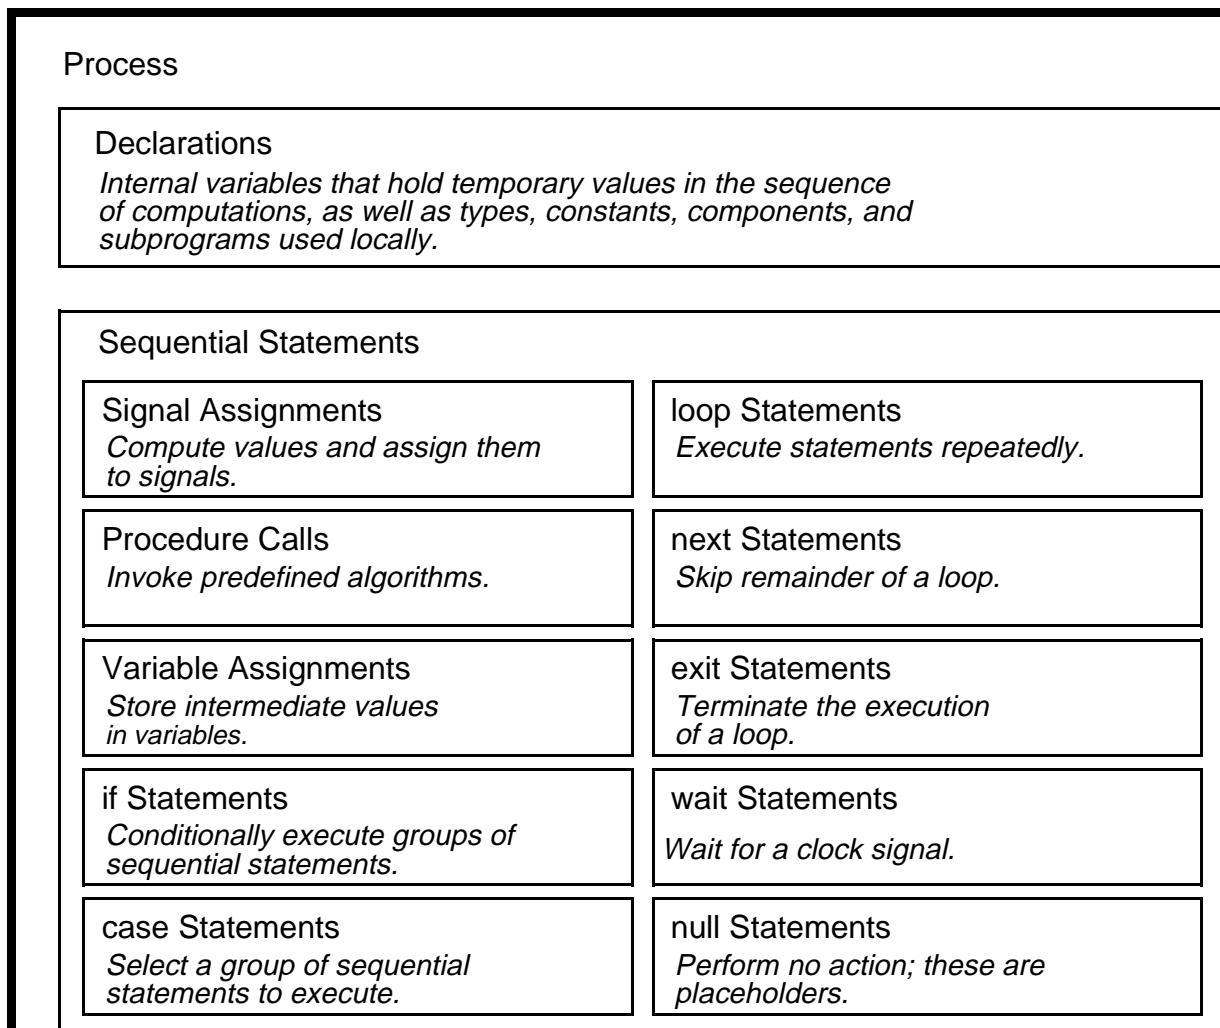 Process
Declarations
Internal variables that hold temporary values in the sequence
of computations, as well as types, constants, components, and
subprograms used locally.
Sequential Statements
Signal Assignments
Compute values and assign them
to signals.
Procedure Calls
Invoke predefined algorithms.
Variable Assignments
Store intermediate values
in variables.
if Statements
Conditionally execute groups of
sequential statements.
case Statements
Select a group of sequential
statements to execute.
loop Statements
Execute statements repeatedly.
next Statements
Skip remainder of a loop.
exit Statements
Terminate the execution
of a loop.
wait Statements
Wait for a clock signal.
null Statements
Perform no action; these are
placeholders.